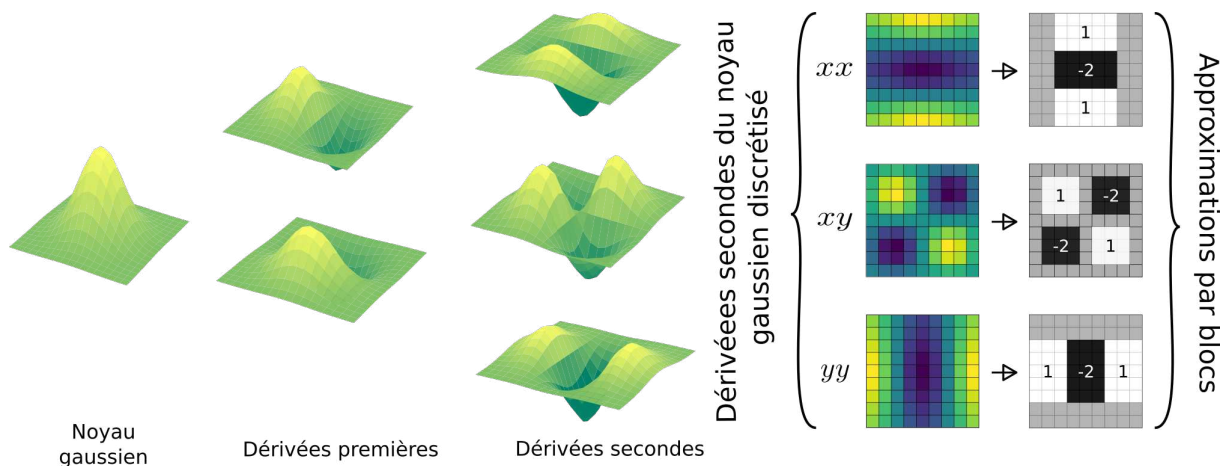 Noyau
gaussien
Dérivées premières
Dérivées secondes
Dérivéees secondes du noyau
gaussien discrétisé
xx
1
-2
1
xy
1
-2
-2
1
yy
1
-2
1
Approximations par blocs